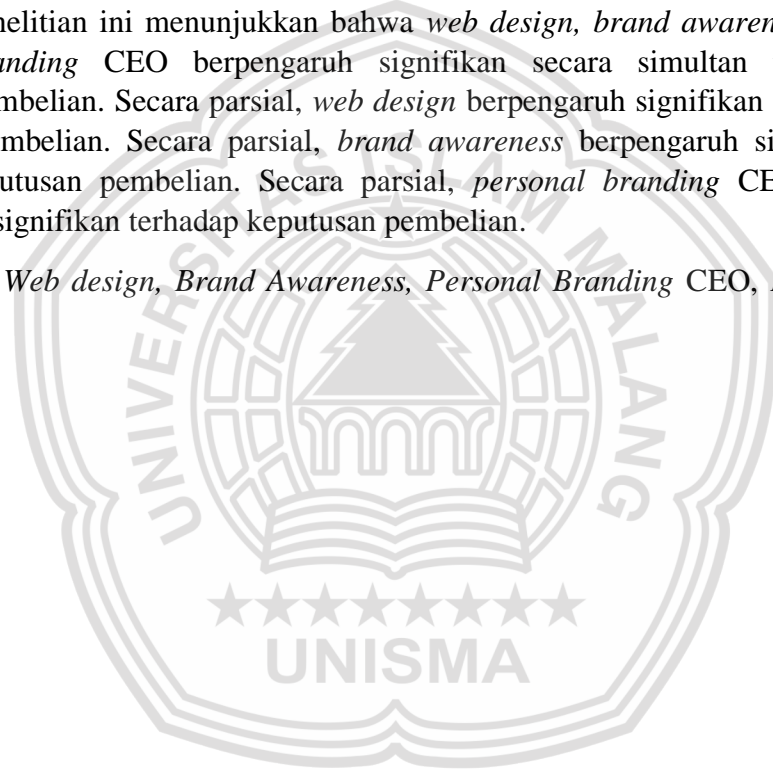 nelitian ini menunjukkan bahwa web design, brand awaren
anding CEO berpengaruh signifikan secara simultan
mbelian. Secara parsial, web design berpengaruh signifikan
embelian. Secara parsial, brand awareness berpengaruh si
utusan pembelian. Secara parsial, personal branding CE
signifikan terhadap keputusan pembelian.
Web design, Brand Awareness, Personal Branding CEO,
UNIVERSITAS ISLAM MALANG
UNISMA